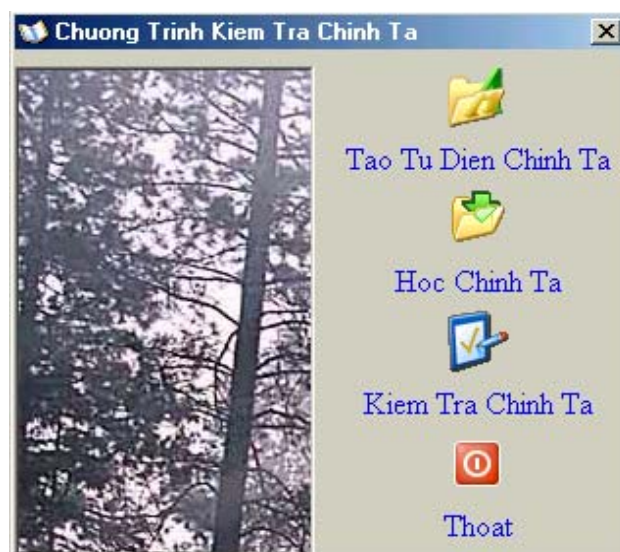 Chuong Trinh Kiem Tra Chinh Ta
Tao Tu Dien Chinh Ta
Hoc Chinh Ta
Kiem Tra Chinh Ta
Thoat